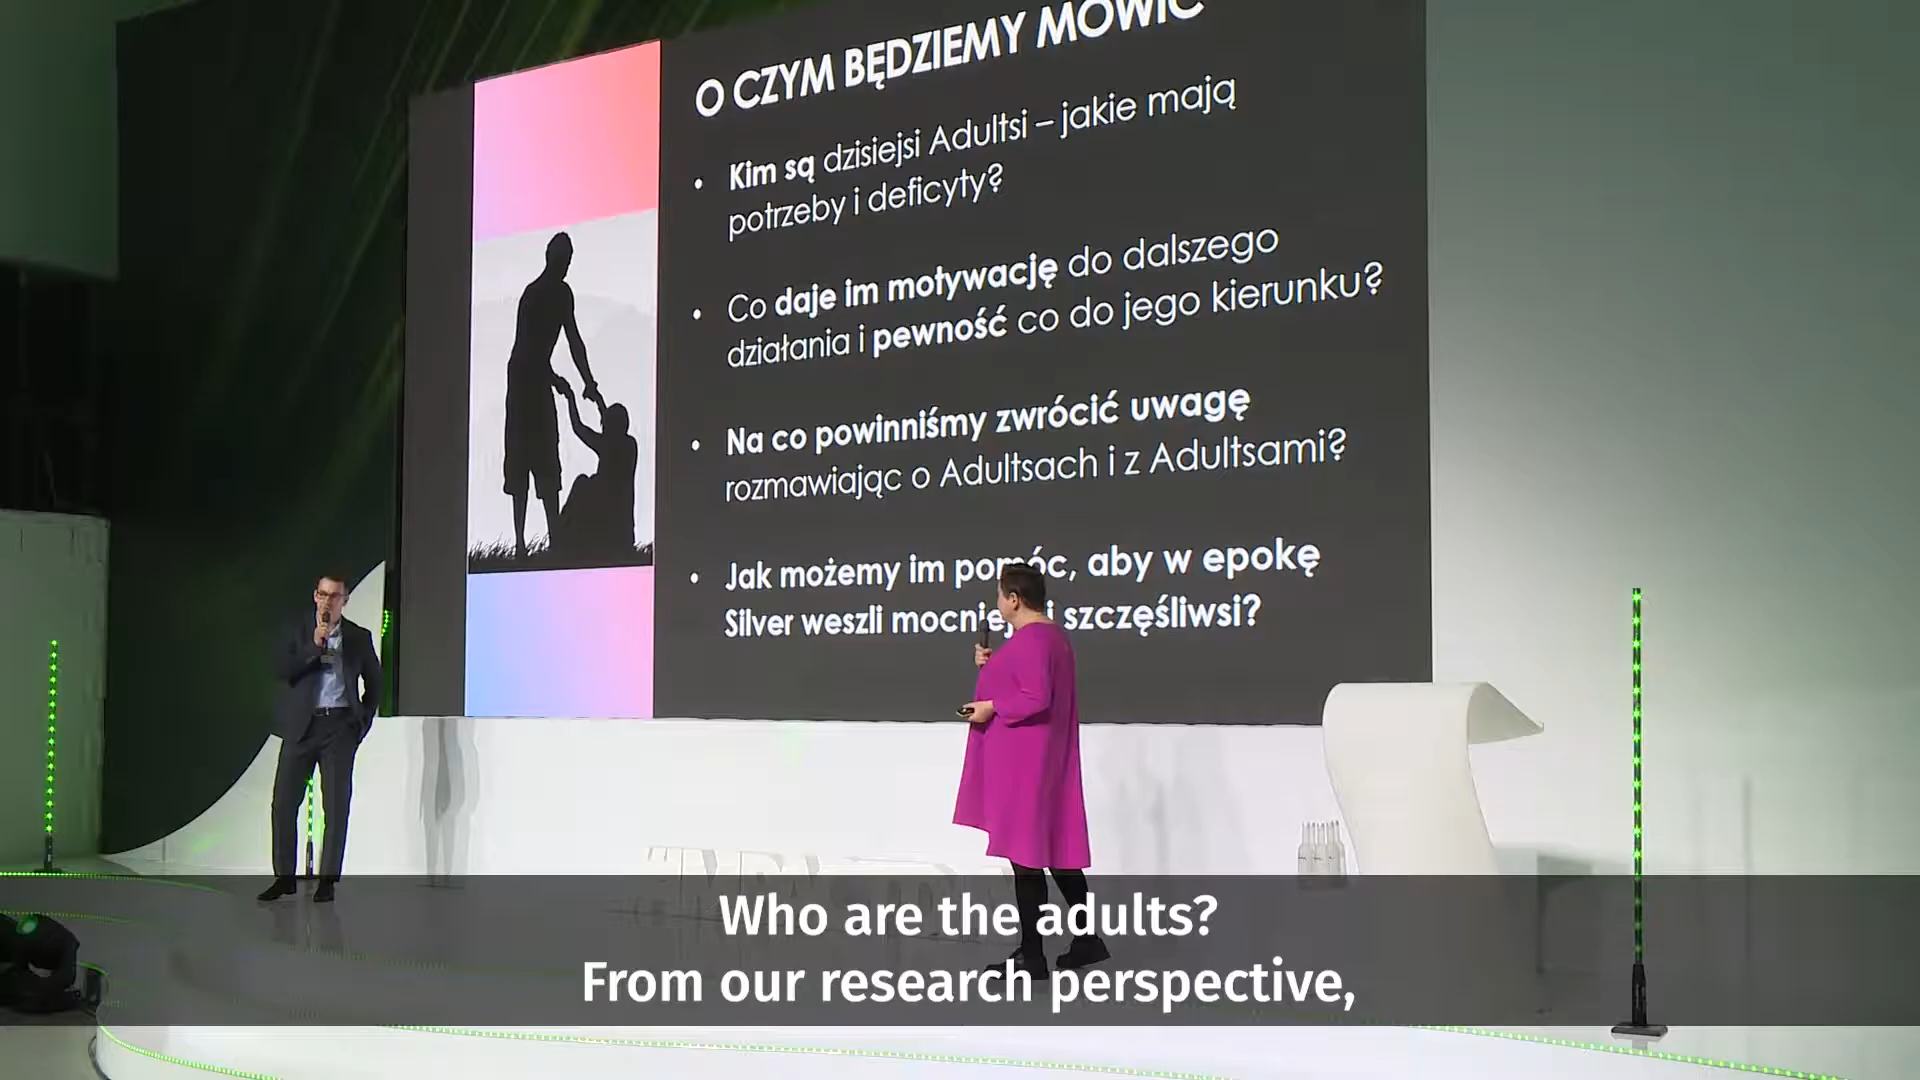 O CZYM BĘDZIEMY MÓWIĆ
• Kim są dzisiejsi Adultsi – jakie mają
potrzeby i deficyty?
• Co daje im motywację do dalszego
działania i pewność co do jego kierunku?
• Na co powinniśmy zwrócić uwagę
rozmawiając o Adultsach i z Adultsami?
• Jak możemy im pomóc, aby w epokę
Silver weszli mocniejsi i szczęśliwsi?
Who are the adults?
From our research perspective,